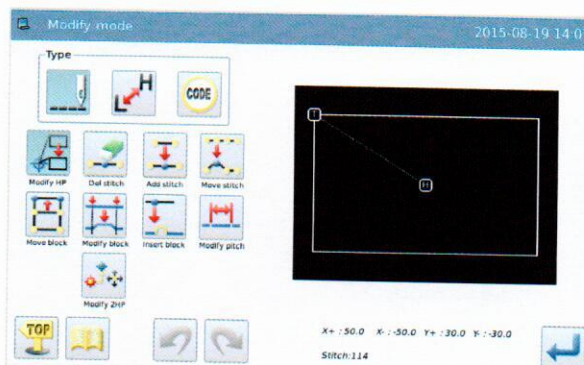 Modify mode
2015-08-19 14:0
Type
L H
CODE
Modify HP
Del stitch
Add stitch
Move stitch
Move block
Modify block
Insert block
Modify pitch
Modify 2HP
H
TOP
X+ : 50.0 X- : -50.0 Y+ : 30.0 Y- : -30.0
Stitch:114